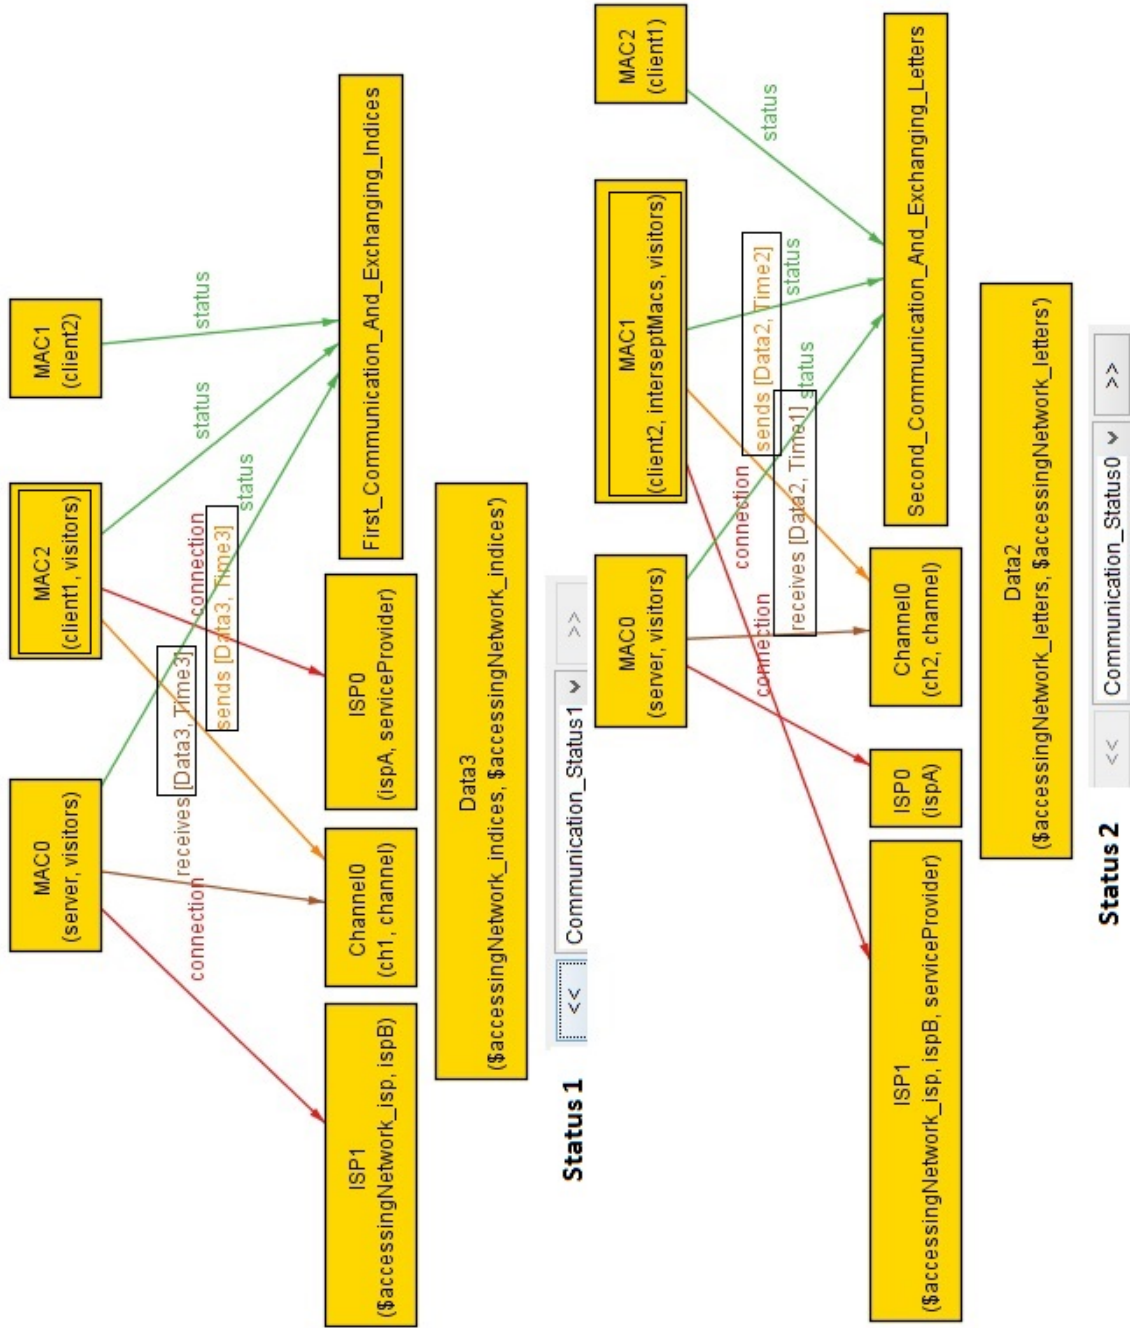 MAC0
(server, visitors)
MAC2
(client1, visitors)
MAC1
(client2)
connection
receives [Data3, Time3]
connection
sends [Data3, Time3]
status
status
status
ISP1
($accessingNetwork_isp, ispB)
Channel0
(ch1, channel)
ISP0
(ispA, serviceProvider)
First_Communication_And_Exchanging_Indices
Data3
($accessingNetwork_indices, $accessingNetwork_indices')
<< Communication_Status1 >>
Status 1
MAC0
(server, visitors)
MAC1
(client2, interseptMacs, visitors)
MAC2
(client1)
connection
connection
sends [Data2, Time2]
receives [Data2, Time1]
status
status
status
ISP1
($accessingNetwork_isp, ispB, serviceProvider)
ISP0
(ispA)
Channel0
(ch2, channel)
Second_Communication_And_Exchanging_Letters
Data2
($accessingNetwork_letters, $accessingNetwork_letters')
<< Communication_Status0 >>
Status 2